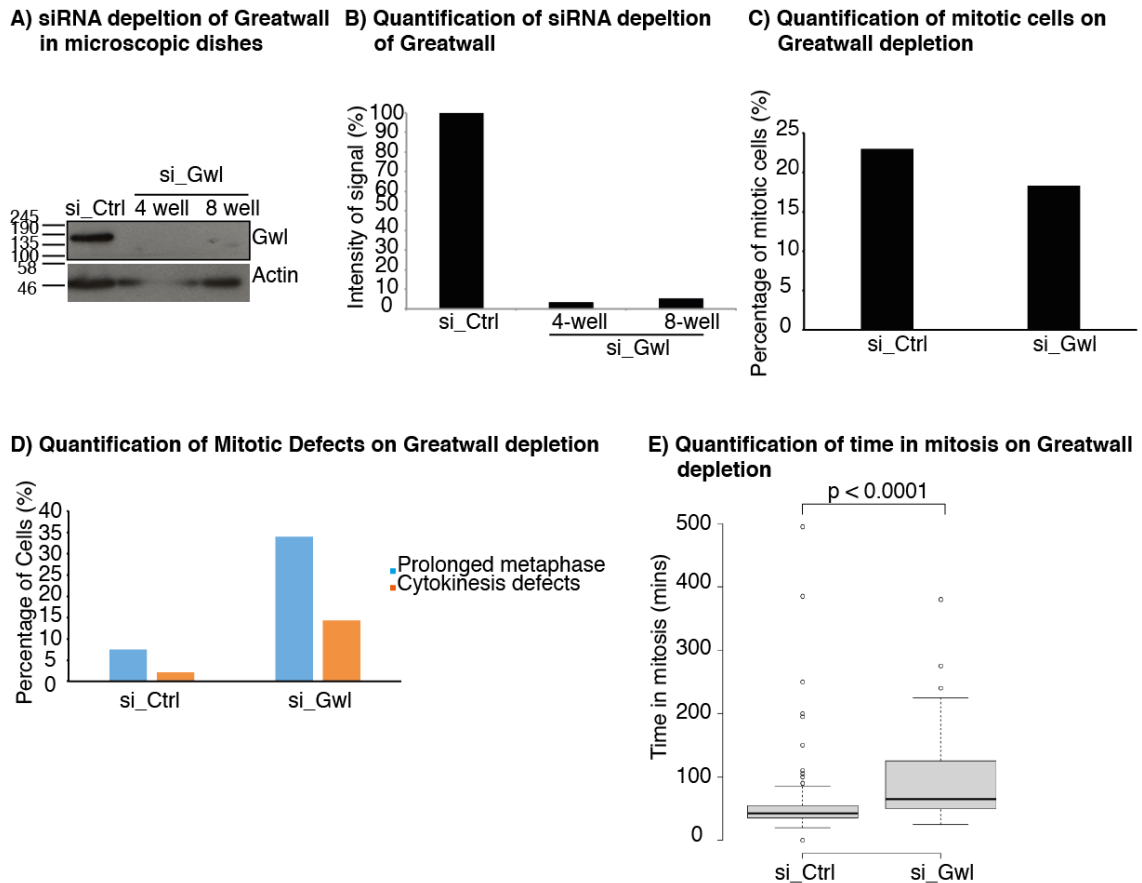 A) siRNA depeltion of Greatwall
in microscopic dishes
si_Gwl
si_Ctrl 4 well 8 well
245
190
135
100
58
46
Gwl
Actin
B) Quantification of siRNA depeltion
of Greatwall
Intensity of signal (%)
100
90
80
70
60
50
40
30
20
10
0
si_Ctrl 4-well 8-well
si_Gwl
C) Quantification of mitotic cells on
Greatwall depletion
Percentage of mitotic cells (%)
25
20
15
10
5
0
si_Ctrl si_Gwl
D) Quantification of Mitotic Defects on Greatwall depletion
Percentage of Cells (%)
40
35
30
25
20
15
10
5
0
si_Ctrl si_Gwl
Prolonged metaphase
Cytokinesis defects
E) Quantification of time in mitosis on Greatwall
depletion
p < 0.0001
Time in mitosis (mins)
500
400
300
200
100
0
si_Ctrl si_Gwl